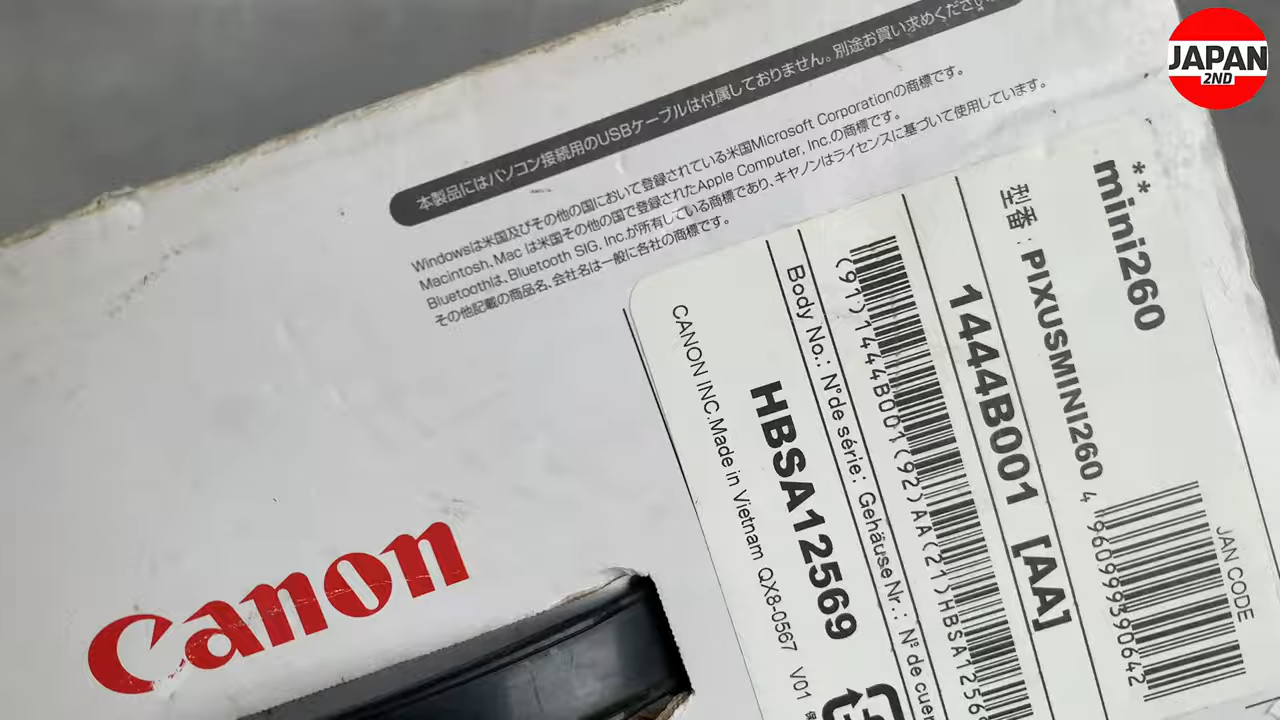 JAPAN
2ND
本製品にはパソコン接続用のUSBケーブルは付属しておりません。別途お買い求めください
Windowsは米国及びその他の国において登録されている米国Microsoft Corporationの商標です。
Macintosh、Mac は米国その他の国で登録されたApple Computer, Inc.の商標です。
Bluetoothは、Bluetooth SIG, Inc.が所有している商標であり、キヤノンはライセンスに基づいて使用しています。
その他記載の商品名、会社名は一般に各社の商標です。
Canon
**
mini260
型番 : PIXUSMINI260
JAN CODE
4 960999390642
1444B001 [AA]
(91)1444B001(92)AA(21)HBSA1256
Body No.: N°de série: Gehäuse Nr.: Nº de cuer
HBSA12569
CANON INC.Made in Vietnam QX8-0567 V01